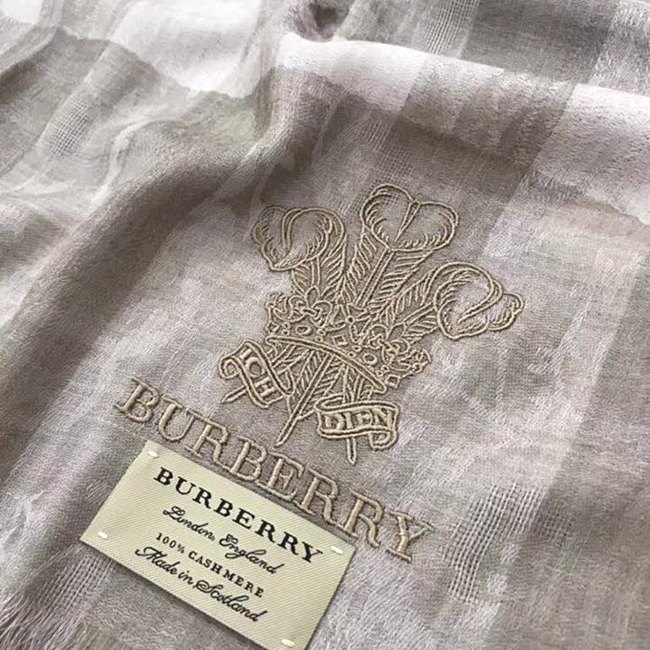 ICH DIEN
BURBERRY
BURBERRY
London, England
100% CASHMERE
Made in Scotland